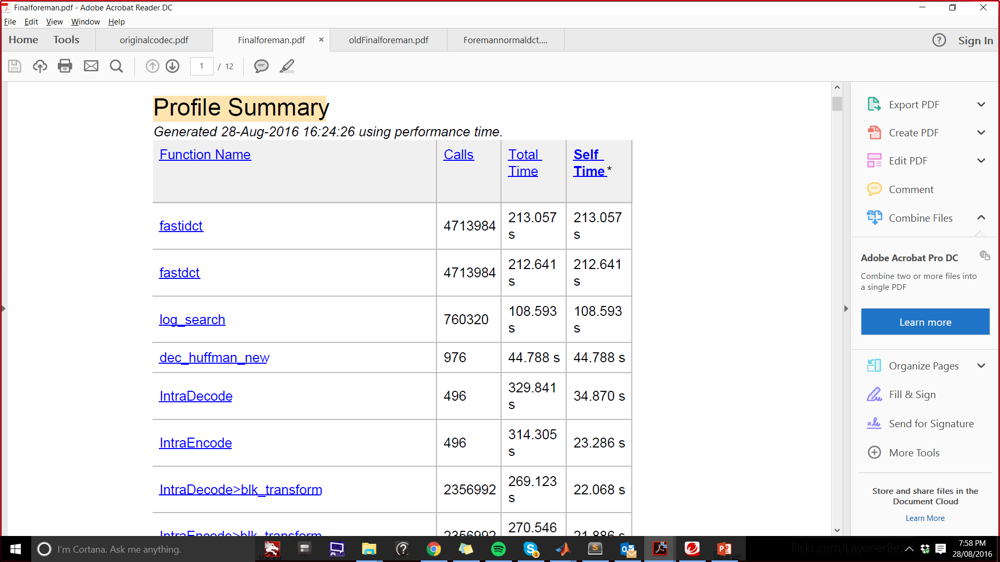 Finalforeman.pdf - Adobe Acrobat Reader DC
File Edit View Window Help
Home Tools originalcodec.pdf Finalforeman.pdf × oldFinalforeman.pdf Foremannormaldct.... ? Sign In
1 / 12
Profile Summary
Generated 28-Aug-2016 16:24:26 using performance time.
Function Name Calls Total Time Self Time*
fastidct 4713984 213.057 s 213.057 s
fastdct 4713984 212.641 s 212.641 s
log_search 760320 108.593 s 108.593 s
dec_huffman_new 976 44.788 s 44.788 s
IntraDecode 496 329.841 s 34.870 s
IntraEncode 496 314.305 s 23.286 s
IntraDecode>blk_transform 2356992 269.123 s 22.068 s
IntraEncode>blk_transform 2356992 270.546 21.886 s
Export PDF
Create PDF
Edit PDF
Comment
Combine Files
Adobe Acrobat Pro DC
Combine two or more files into
a single PDF
Learn more
Organize Pages
Fill & Sign
Send for Signature
More Tools
Store and share files in the
Document Cloud
Learn More
I'm Cortana. Ask me anything.
7:58 PM
28/08/2016